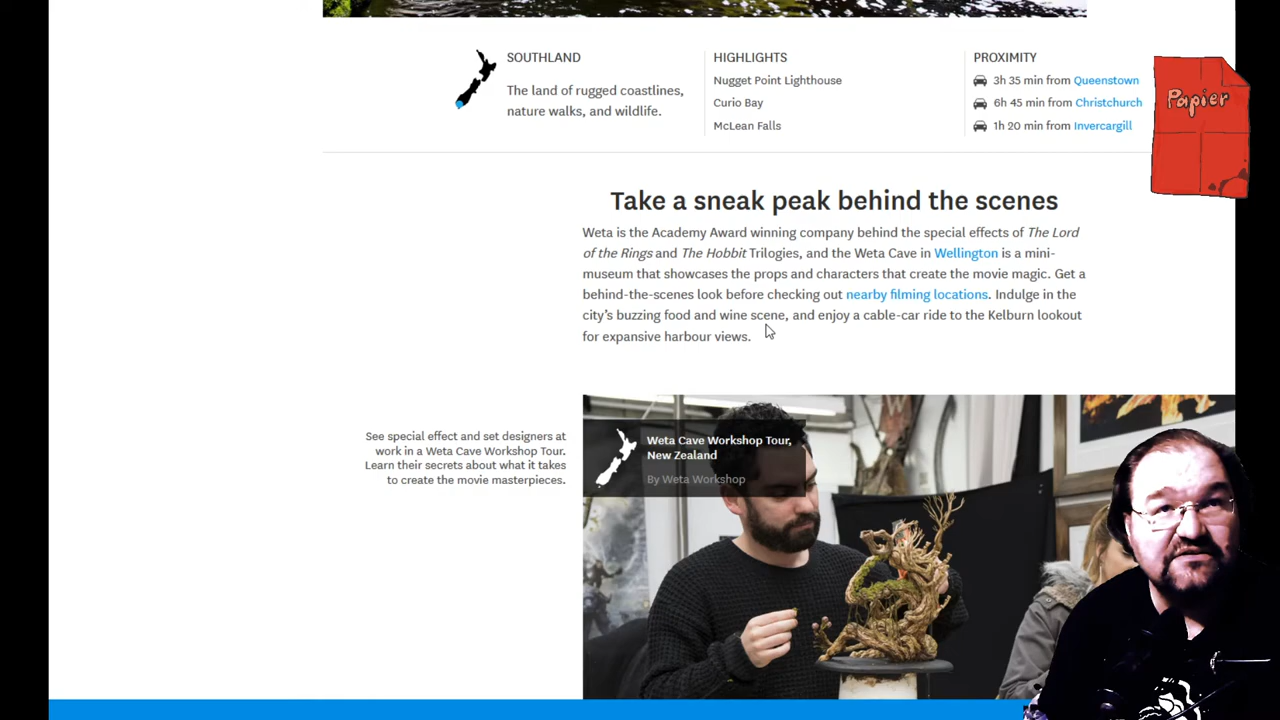 SOUTHLAND
The land of rugged coastlines,
nature walks, and wildlife.
HIGHLIGHTS
Nugget Point Lighthouse
Curio Bay
McLean Falls
PROXIMITY
3h 35 min from Queenstown
6h 45 min from Christchurch
1h 20 min from Invercargill
Papier
Take a sneak peak behind the scenes
Weta is the Academy Award winning company behind the special effects of The Lord
of the Rings and The Hobbit Trilogies, and the Weta Cave in Wellington is a mini-
museum that showcases the props and characters that create the movie magic. Get a
behind-the-scenes look before checking out nearby filming locations. Indulge in the
city’s buzzing food and wine scene, and enjoy a cable-car ride to the Kelburn lookout
for expansive harbour views.
See special effect and set designers at
work in a Weta Cave Workshop Tour.
Learn their secrets about what it takes
to create the movie masterpieces.
Weta Cave Workshop Tour,
New Zealand
By Weta Workshop